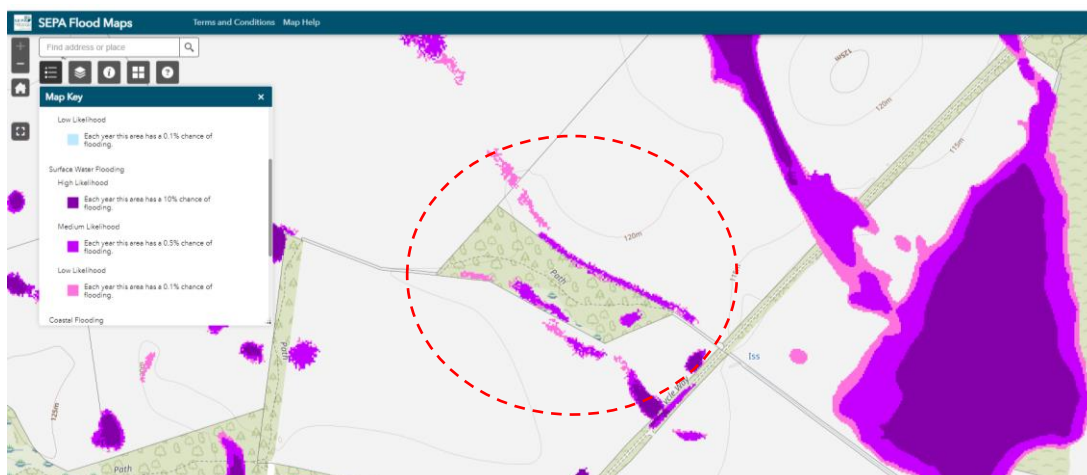 SEPA Flood Maps
Terms and Conditions Map Help
Find address or place
Map Key
Low Likelihood
Each year this area has a 0.1% chance of
flooding.
Surface Water Flooding
High Likelihood
Each year this area has a 10% chance of
flooding.
Medium Likelihood
Each year this area has a 0.5% chance of
flooding.
Low Likelihood
Each year this area has a 0.1% chance of
flooding.
Coastal Flooding
125m
120m
115m
120m
Path
Iss
Path
ycle Way
125m
Path